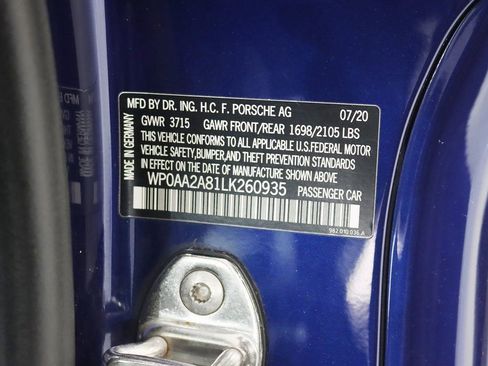 MFD BY DR. ING. H.C. F. PORSCHE AG 07/20
GVWR 3715 GAWR FRONT/REAR 1698/2105 LBS
THIS VEHICLE CONFORMS TO ALL APPLICABLE U.S.FEDERAL MOTOR
VEHICLE SAFETY,BUMPER,AND THEFT PREVENTION STANDARDS
IN EFFECT ON THE DATE OF MANUFACTURE SHOWN ABOVE
WP0AA2A81LK260935 PASSENGER CAR
982 010 036 A
MADE IN GERMANY